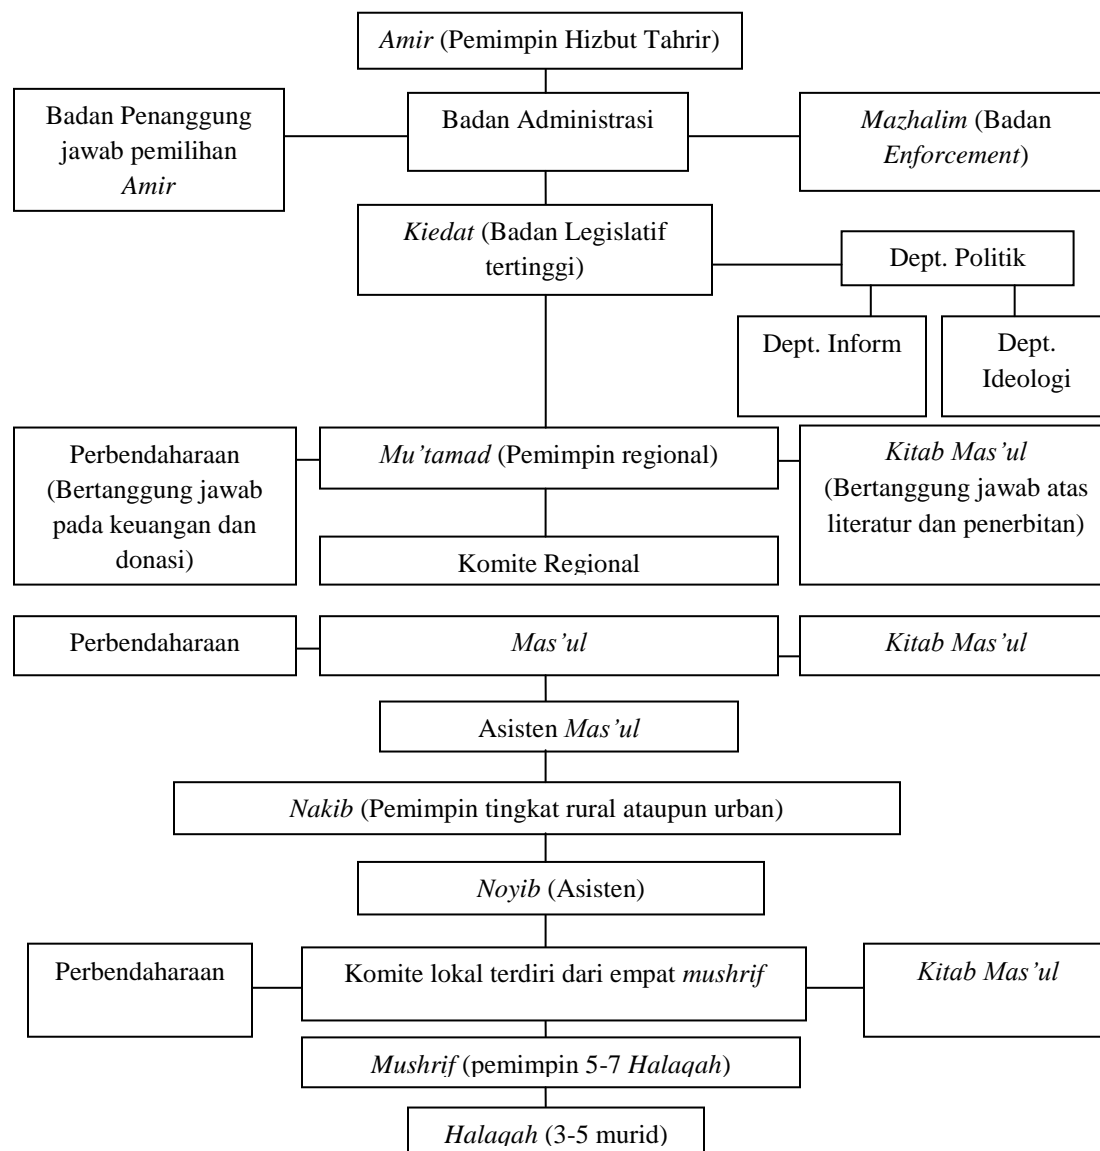 Amir (Pemimpin Hizbut Tahrir)
Badan Penanggung
jawab pemilihan
Amir
Badan Administrasi
Mazhalim (Badan
Enforcement)
Kiedat (Badan Legislatif
tertinggi)
Dept. Politik
Dept. Inform
Dept.
Ideologi
Perbendaharaan
(Bertanggung jawab
pada keuangan dan
donasi)
Mu’tamad (Pemimpin regional)
Kitab Mas’ul
(Bertanggung jawab atas
literatur dan penerbitan)
Komite Regional
Perbendaharaan
Mas’ul
Kitab Mas’ul
Asisten Mas’ul
Nakib (Pemimpin tingkat rural ataupun urban)
Noyib (Asisten)
Perbendaharaan
Komite lokal terdiri dari empat mushrif
Kitab Mas’ul
Mushrif (pemimpin 5-7 Halaqah)
Halaqah (3-5 murid)